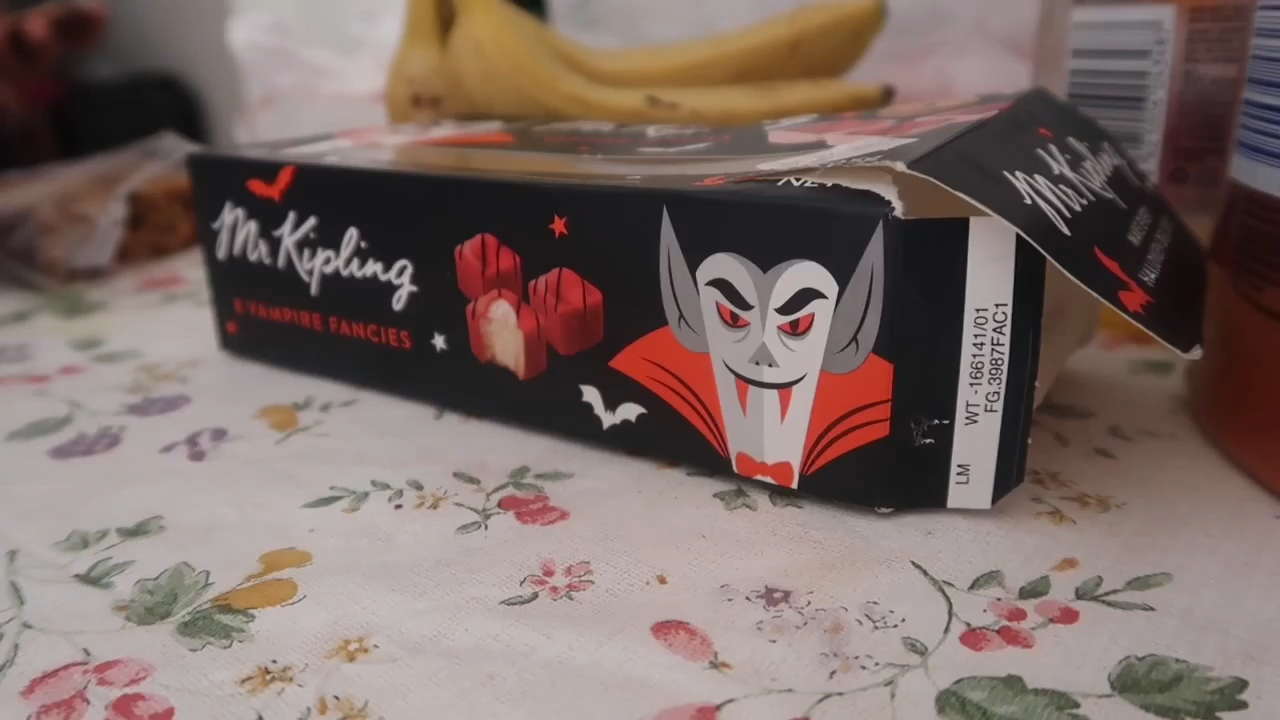 Mr Kipling
8 VAMPIRE FANCIES
Mr Kipling
LM WT -166141/01
FG.3987FAC1